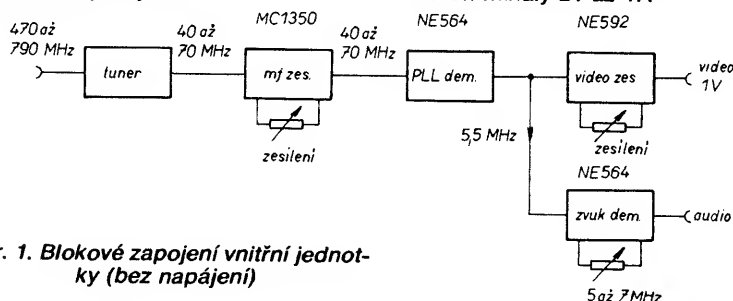 MC1350
NE564
NE592
470 až
790 MHz
40 až
70 MHz
40 až
70 MHz
tuner
mf zes.
PLL dem.
video zes
video
1V
zesílení
5,5 MHz
zesílení
NE564
zvuk dem.
audio
5 až 7 MHz
r. 1. Blokové zapojení vnitřní jednot-
ky (bez napájení)